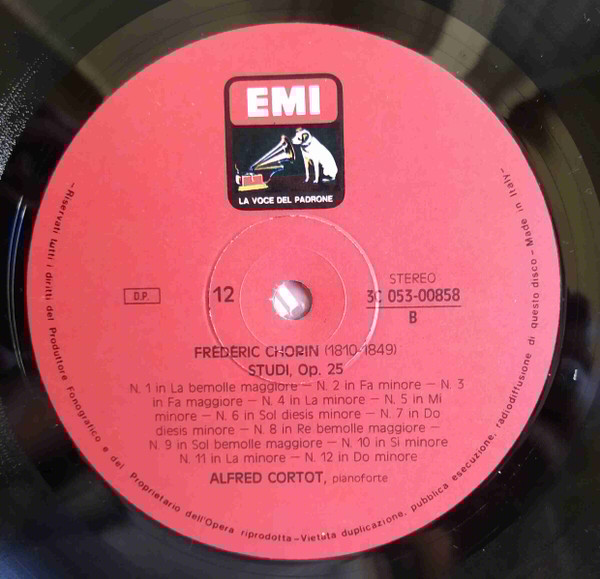 EMI
LA VOCE DEL PADRONE
D.P.
12
STEREO
3C 053-00858
B
FRÉDÉRIC CHOPIN (1810-1849)
STUDI, Op. 25
N. 1 in La bemolle maggiore – N. 2 in Fa minore – N. 3
in Fa maggiore – N. 4 in La minore – N. 5 in Mi
minore – N. 6 in Sol diesis minore – N. 7 in Do
diesis minore – N. 8 in Re bemolle maggiore –
N. 9 in Sol bemolle maggiore – N. 10 in Si minore
N. 11 in La minore – N. 12 in Do minore
ALFRED CORTOT, pianoforte
–Riservati tutti i diritti del Produttore Fonografico e del Proprietario dell'Opera riprodotta–Vietata duplicazione, pubblica esecuzione, radiodiffusione di questo disco–Made in Italy–